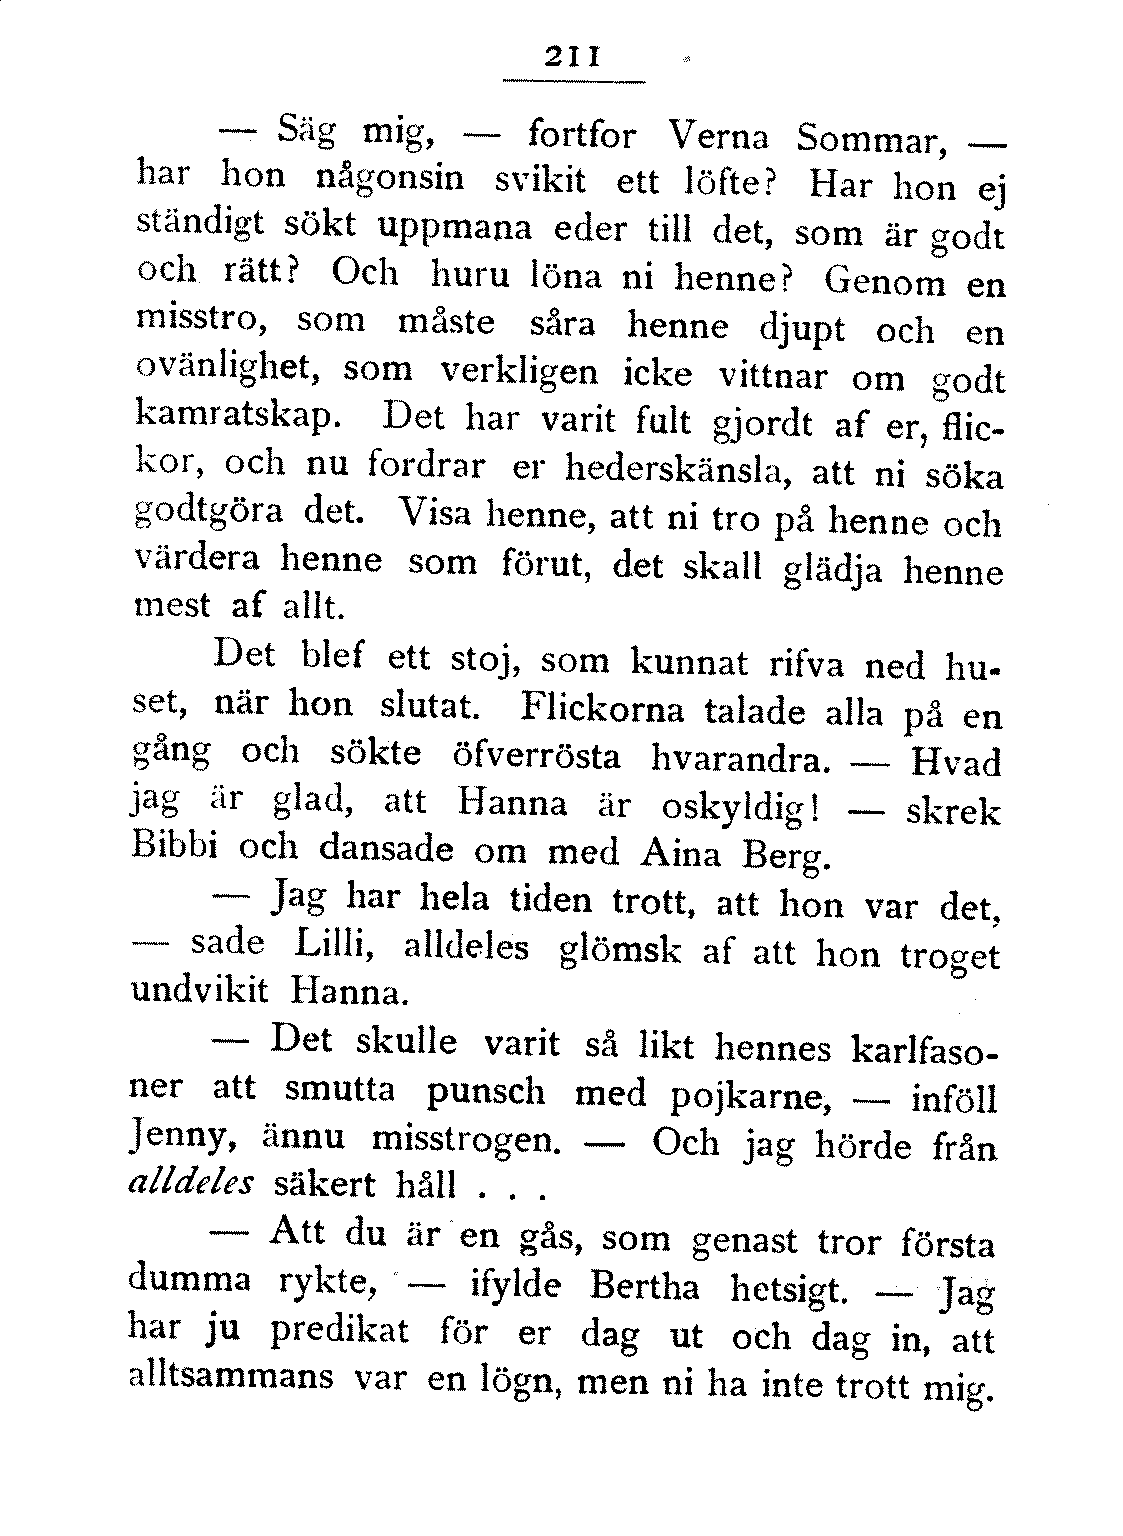 211
— Säg mig, — fortfor Verna Sommar, —
har hon någonsin svikit ett löfte? Har hon ej
ständigt sökt uppmana eder till det, som är godt
och rätt? Och huru löna ni henne? Genom en
misstro, som måste såra henne djupt och en
ovänlighet, som verkligen icke vittnar om godt
kamratskap. Det har varit fult gjordt af er, flic-
kor, och nu fordrar er hederskänsla, att ni söka
godtgöra det. Visa henne, att ni tro på henne och
värdera henne som förut, det skall glädja henne
mest af allt.
Det blef ett stoj, som kunnat rifva ned hu-
set, när hon slutat. Flickorna talade alla på en
gång och sökte öfverrösta hvarandra. — Hvad
jag är glad, att Hanna är oskyldig! — skrek
Bibbi och dansade om med Aina Berg.
— Jag har hela tiden trott, att hon var det,
— sade Lilli, alldeles glömsk af att hon troget
undvikit Hanna.
— Det skulle varit så likt hennes karlfaso-
ner att smutta punsch med pojkarne, — inföll
Jenny, ännu misstrogen. — Och jag hörde från
alldeles säkert håll . . .
— Att du är en gås, som genast tror första
dumma rykte, — ifylde Bertha hetsigt. — Jag
har ju predikat för er dag ut och dag in, att
alltsammans var en lögn, men ni ha inte trott mig.